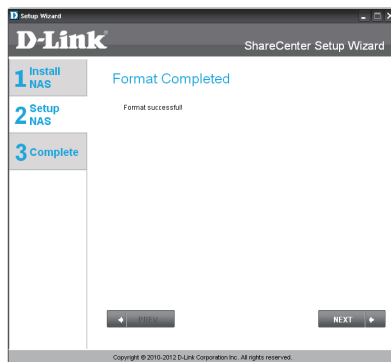 Setup Wizard
D-Link
ShareCenter Setup Wizard
1 Install NAS
2 Setup NAS
3 Complete
Format Completed
Format successful!
PREV
NEXT
Copyright © 2010-2012 D-Link Corporation Inc. All rights reserved.